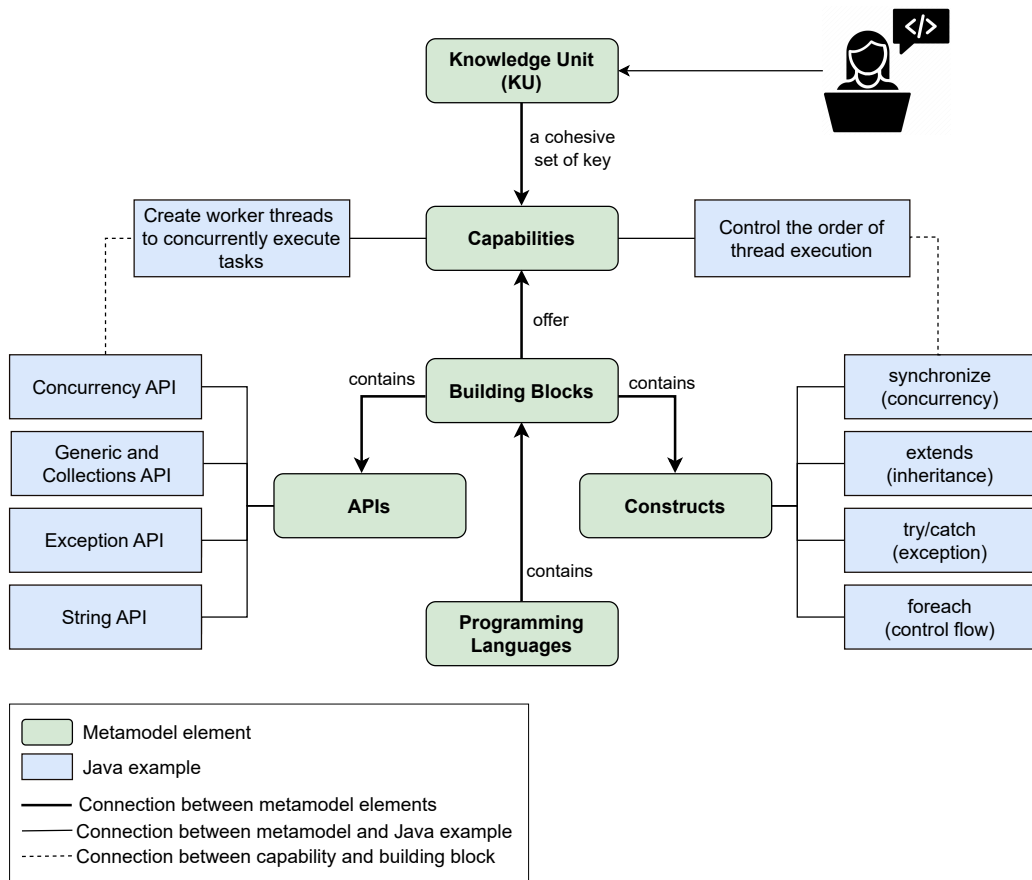 </>
Knowledge Unit
(KU)
a cohesive
set of key
Create worker threads
to concurrently execute
tasks
Capabilities
Control the order of
thread execution
offer
Concurrency API
contains
Building Blocks
contains
synchronize
(concurrency)
Generic and
Collections API
extends
(inheritance)
APIs
Constructs
Exception API
try/catch
(exception)
contains
String API
Programming
Languages
foreach
(control flow)
Metamodel element
Java example
Connection between metamodel elements
Connection between metamodel and Java example
Connection between capability and building block